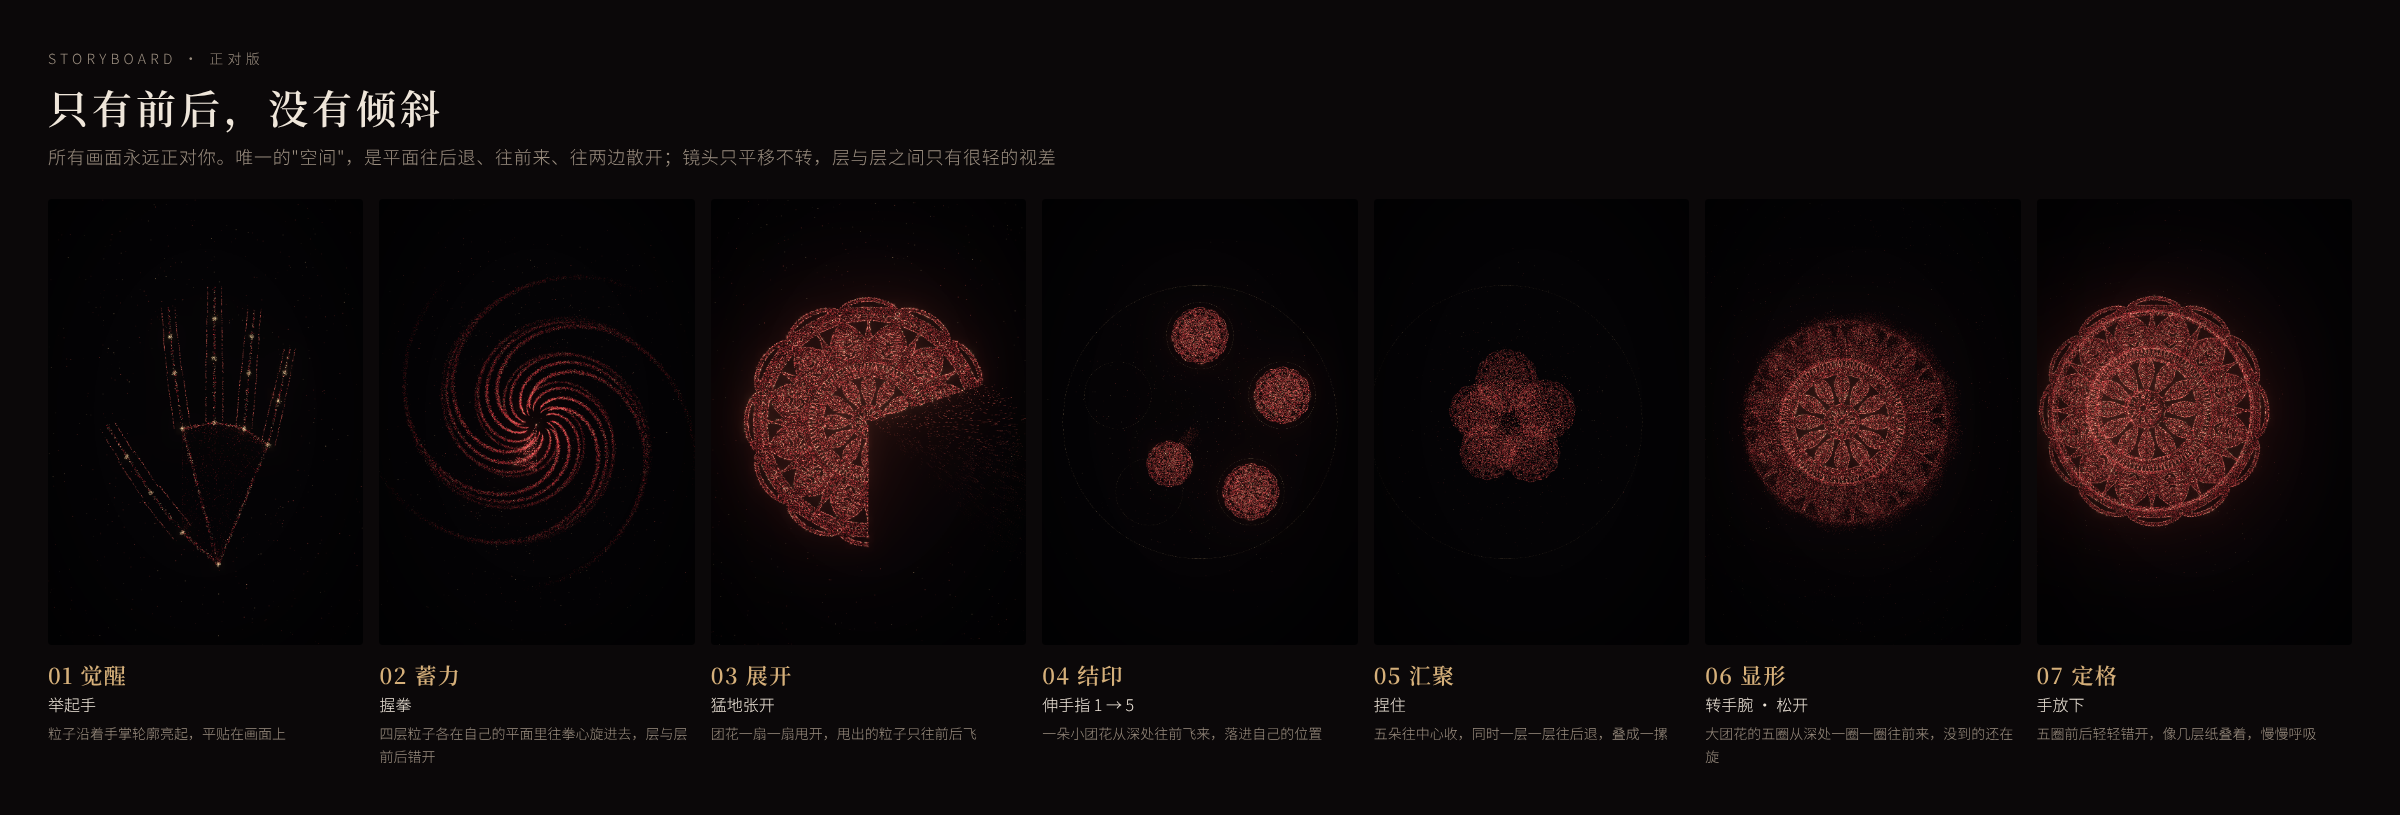 STORYBOARD · 正对版
只有前后，没有倾斜
所有画面永远正对你。唯一的"空间"，是平面往后退、往前来、往两边散开；镜头只平移不转，层与层之间只有很轻的视差
01 觉醒
举起手
粒子沿着手掌轮廓亮起，平贴在画面上
02 蓄力
握拳
四层粒子各在自己的平面里往拳心旋进去，层与层
前后错开
03 展开
猛地张开
团花一扇一扇甩开，甩出的粒子只往前后飞
04 结印
伸手指 1 → 5
一朵小团花从深处往前飞来，落进自己的位置
05 汇聚
捏住
五朵往中心收，同时一层一层往后退，叠成一摞
06 显形
转手腕 · 松开
大团花的五圈从深处一圈一圈往前来，没到的还在
旋
07 定格
手放下
五圈前后轻轻错开，像几层纸叠着，慢慢呼吸